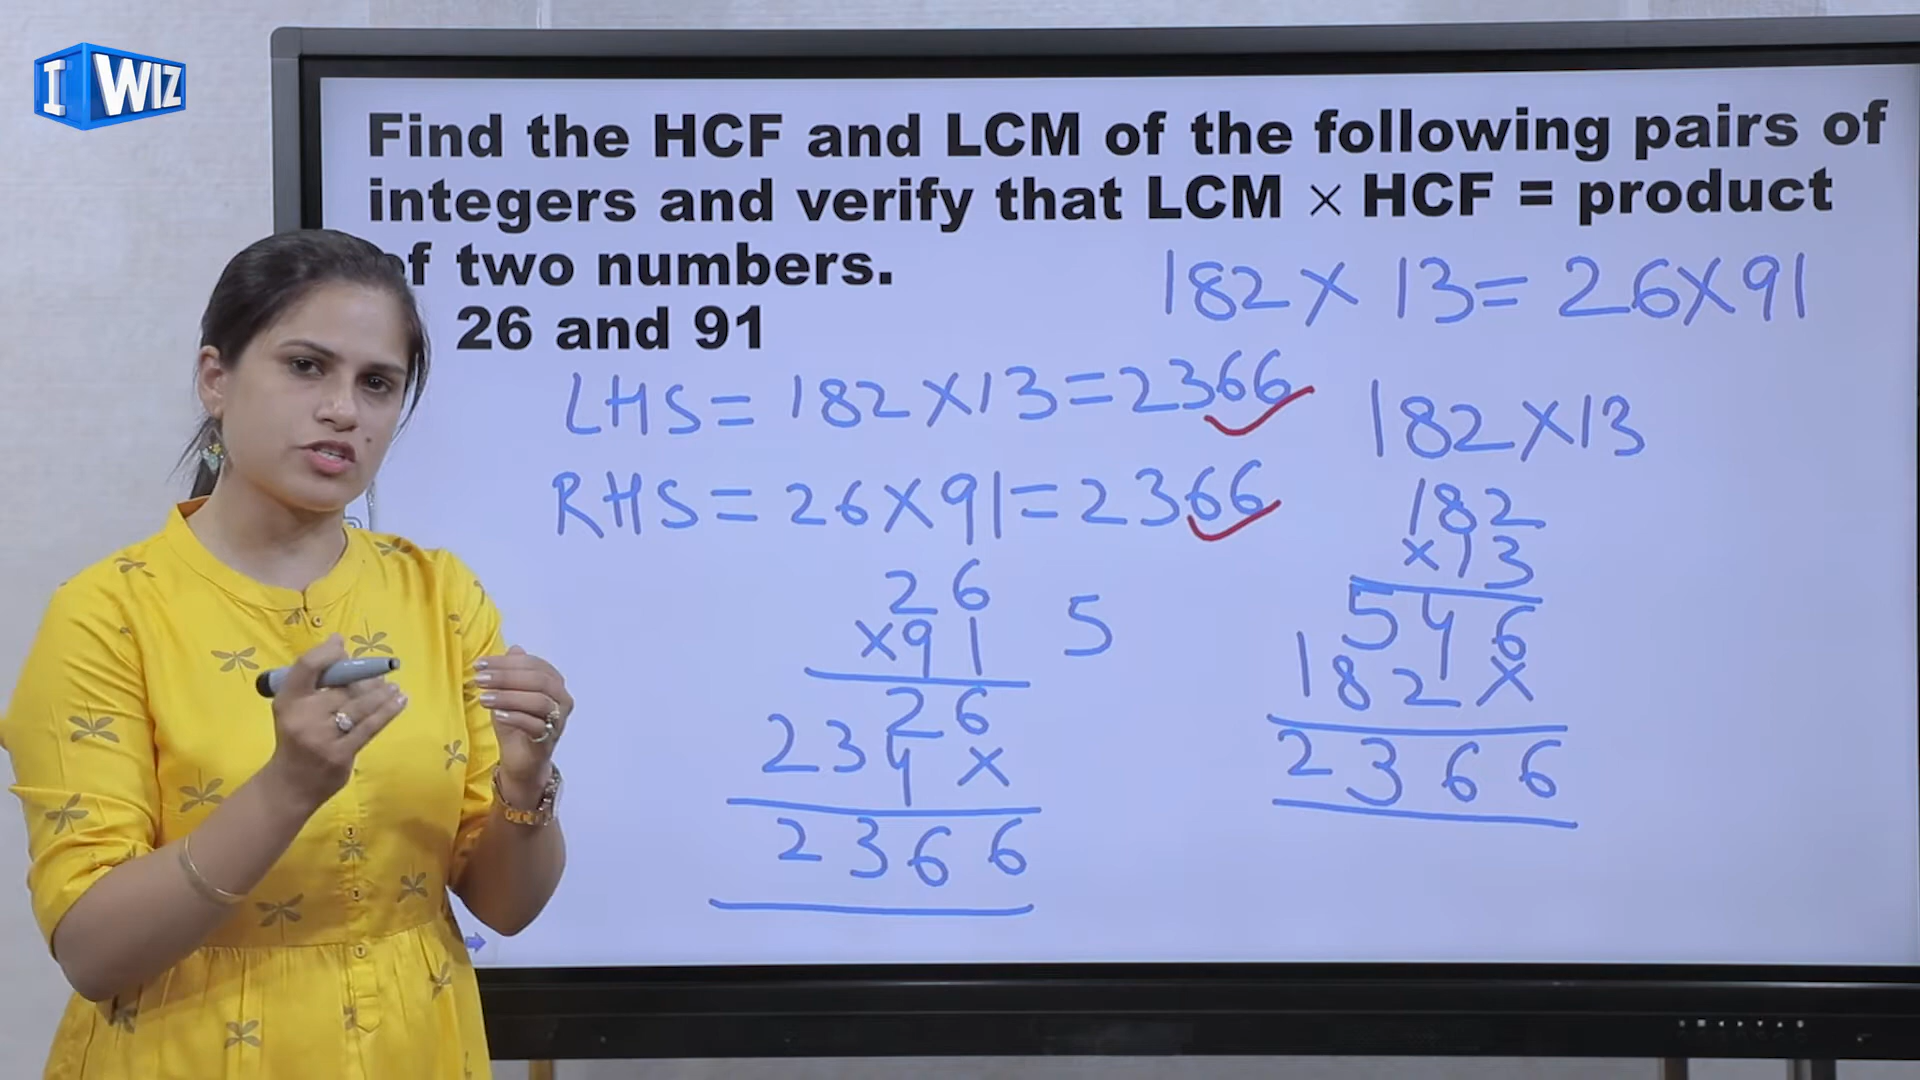 I WIZ
Find the HCF and LCM of the following pairs of
integers and verify that LCM × HCF = product
of two numbers.
26 and 91
182 × 13 = 26 × 91
LHS = 182 × 13 = 2366
RHS = 26 × 91 = 2366
26
×91
26
234×
2366
5
182 × 13
182
×13
546
182×
2366